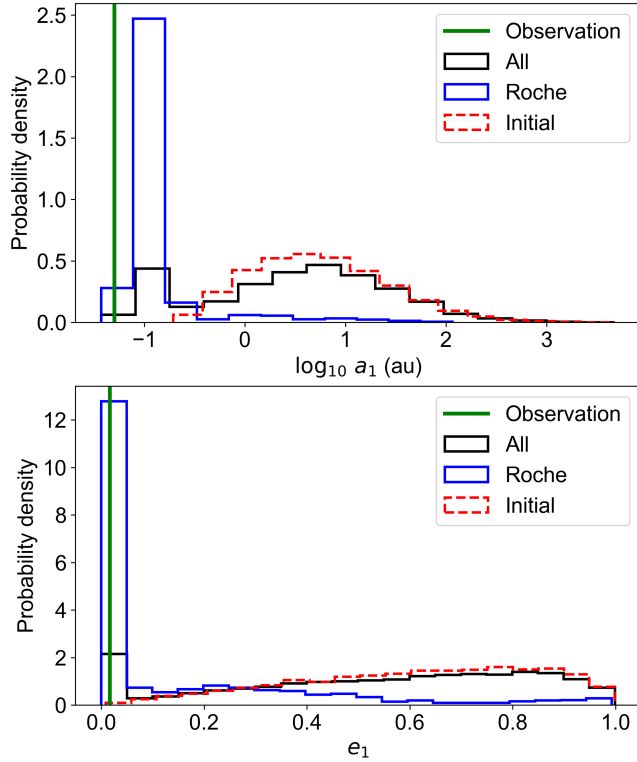 Probability density
2.5
2.0
1.5
1.0
0.5
0.0
−1
0
1
2
3
log₁₀ a₁ (au)
Observation
All
Roche
Initial
Probability density
12
10
8
6
4
2
0
0.0
0.2
0.4
0.6
0.8
1.0
e₁
Observation
All
Roche
Initial